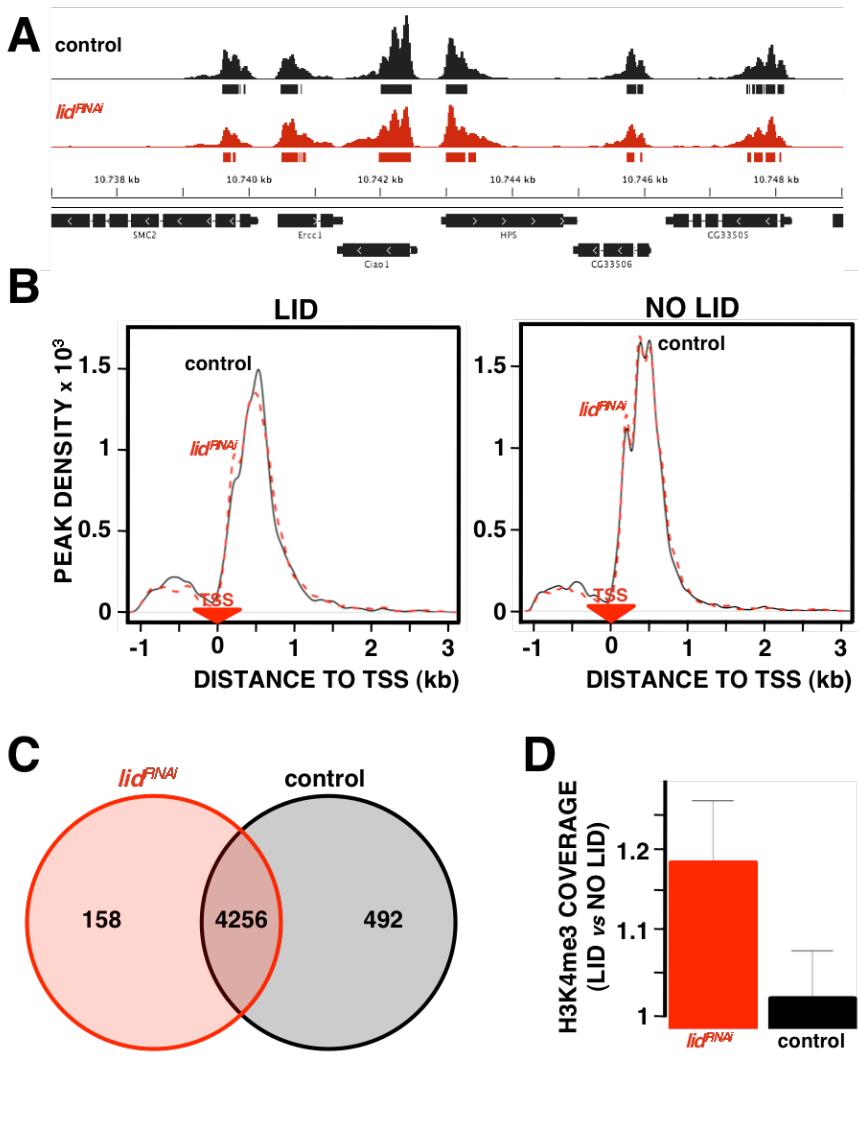 A
control
lidRNAi
10.738 kb 10.740 kb 10.742 kb 10.744 kb 10.746 kb 10.748 kb
SMC2 Ercc1 HPS CG33505
Ciao1 CG33506
B
LID NO LID
PEAK DENSITY x 10³
1.5
1
0.5
0
control
lidRNAi
TSS
-1 0 1 2 3
DISTANCE TO TSS (kb)
1.5
1
0.5
0
control
lidRNAi
TSS
-1 0 1 2 3
DISTANCE TO TSS (kb)
C
lidRNAi control
158 4256 492
D
H3K4me3 COVERAGE
(LID vs NO LID)
1.2
1.1
1
lidRNAi control